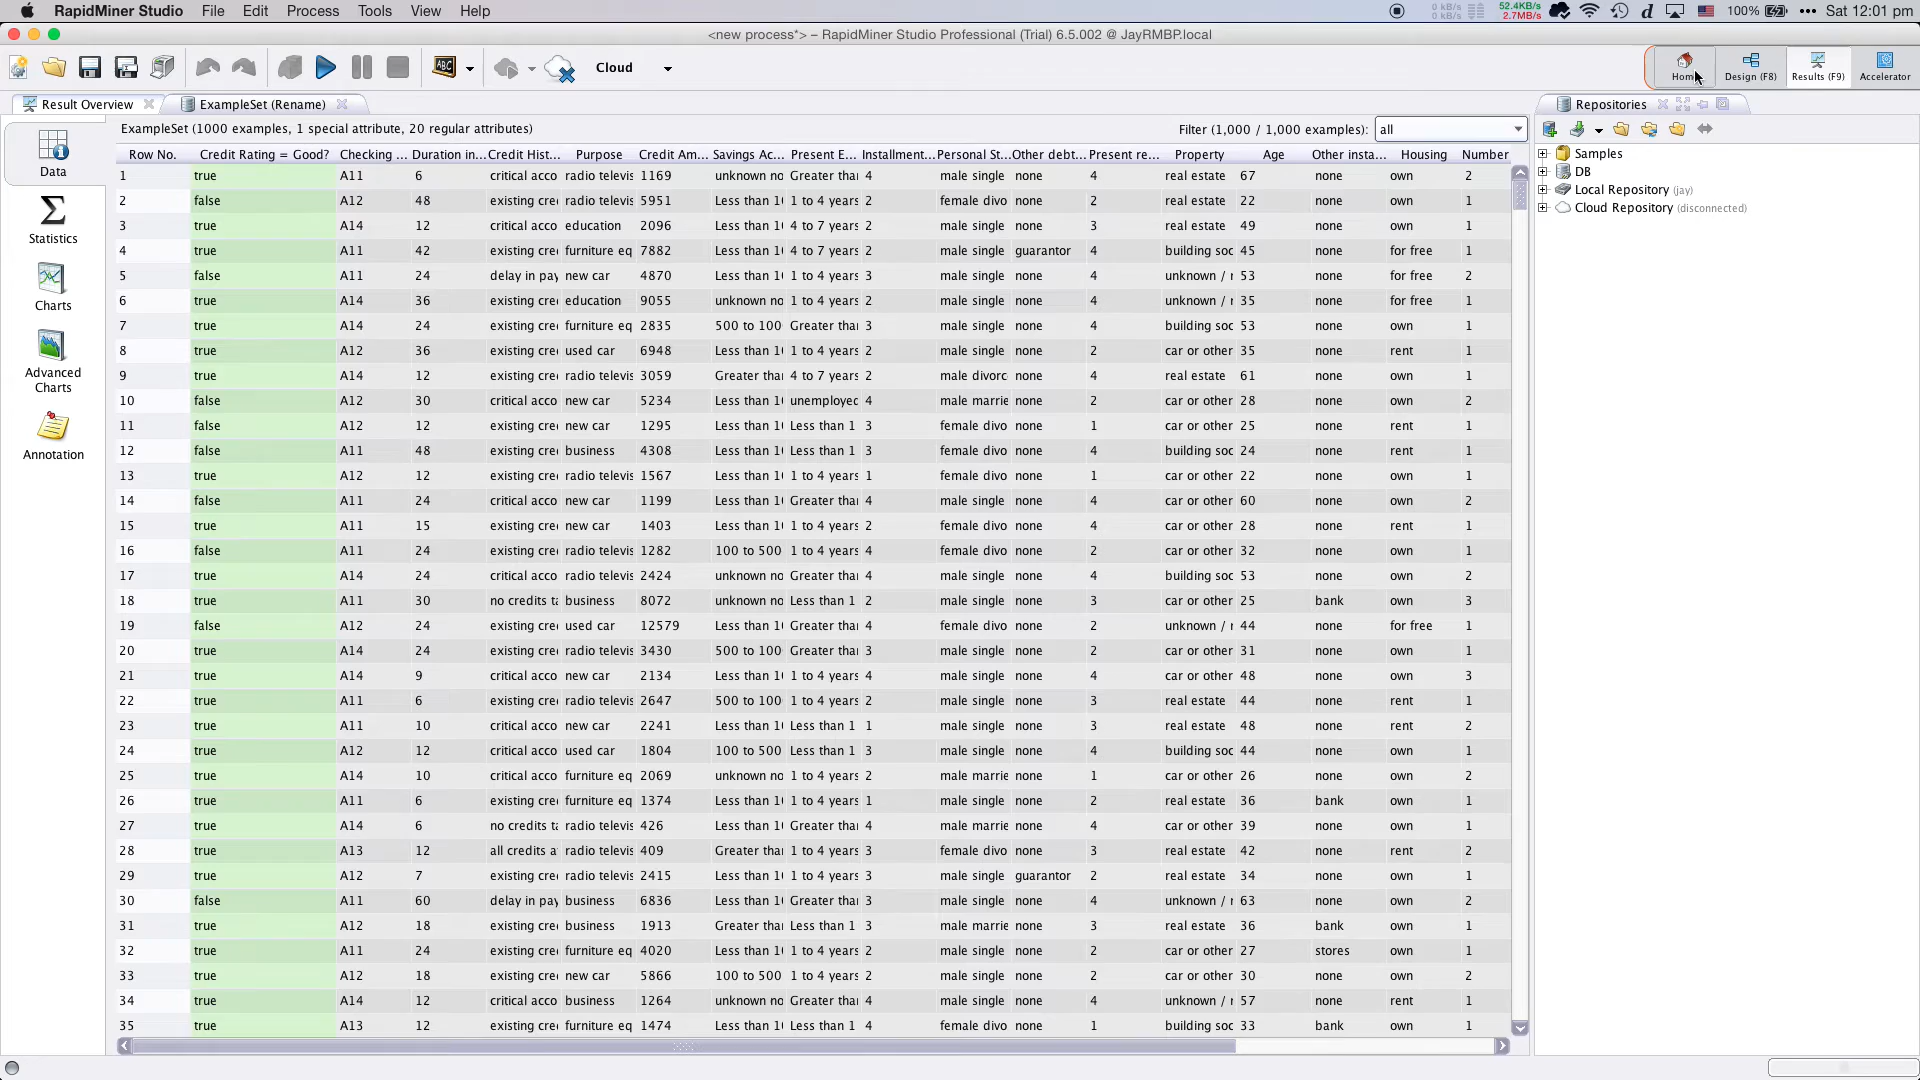 RapidMiner Studio File Edit Process Tools View Help 0 kB/s 0 kB/s 52.4KB/s 2.7MB/s 100% Sat 12:01 pm
<new process*> – RapidMiner Studio Professional (Trial) 6.5.002 @ JayRMBP.local
ABC Cloud Home Design (F8) Results (F9) Accelerator
Result Overview ExampleSet (Rename) Repositories
ExampleSet (1000 examples, 1 special attribute, 20 regular attributes) Filter (1,000 / 1,000 examples): all
Data
Statistics
Charts
Advanced Charts
Annotation
Samples
DB
Local Repository (jay)
Cloud Repository (disconnected)
Row No. Credit Rating = Good? Checking ... Duration in... Credit Hist... Purpose Credit Am... Savings Ac... Present E... Installment... Personal St... Other debt... Present re... Property Age Other insta... Housing Number
1 true A11 6 critical acco radio televis 1169 unknown no Greater tha 4 male single none 4 real estate 67 none own 2
2 false A12 48 existing cre radio televis 5951 Less than 1 1 to 4 years 2 female divo none 2 real estate 22 none own 1
3 true A14 12 critical acco education 2096 Less than 1 4 to 7 years 2 male single none 3 real estate 49 none own 1
4 true A11 42 existing cre furniture eq 7882 Less than 1 4 to 7 years 2 male single guarantor 4 building soc 45 none for free 1
5 false A11 24 delay in pay new car 4870 Less than 1 1 to 4 years 3 male single none 4 unknown / 53 none for free 2
6 true A14 36 existing cre education 9055 unknown no 1 to 4 years 2 male single none 4 unknown / 35 none for free 1
7 true A14 24 existing cre furniture eq 2835 500 to 100 Greater tha 3 male single none 4 building soc 53 none own 1
8 true A12 36 existing cre used car 6948 Less than 1 1 to 4 years 2 male single none 2 car or other 35 none rent 1
9 true A14 12 existing cre radio televis 3059 Greater tha 4 to 7 years 2 male divorc none 4 real estate 61 none own 1
10 false A12 30 critical acco new car 5234 Less than 1 unemployed 4 male marrie none 2 car or other 28 none own 2
11 false A12 12 existing cre new car 1295 Less than 1 Less than 1 3 female divo none 1 car or other 25 none rent 1
12 false A11 48 existing cre business 4308 Less than 1 Less than 1 3 female divo none 4 building soc 24 none rent 1
13 true A12 12 existing cre radio televis 1567 Less than 1 1 to 4 years 1 female divo none 1 car or other 22 none own 1
14 false A11 24 critical acco new car 1199 Less than 1 Greater tha 4 male single none 4 car or other 60 none own 2
15 true A11 15 existing cre new car 1403 Less than 1 1 to 4 years 2 female divo none 4 car or other 28 none rent 1
16 false A11 24 existing cre radio televis 1282 100 to 500 1 to 4 years 4 female divo none 2 car or other 32 none own 1
17 true A14 24 critical acco radio televis 2424 unknown no Greater tha 4 male single none 4 building soc 53 none own 2
18 true A11 30 no credits ta business 8072 unknown no Less than 1 2 male single none 3 car or other 25 bank own 3
19 false A12 24 existing cre used car 12579 Less than 1 Greater tha 4 female divo none 2 unknown / 44 none for free 1
20 true A14 24 existing cre radio televis 3430 500 to 100 Greater tha 3 male single none 2 car or other 31 none own 1
21 true A14 9 critical acco new car 2134 Less than 1 1 to 4 years 4 male single none 4 car or other 48 none own 3
22 true A11 6 existing cre radio televis 2647 500 to 100 1 to 4 years 2 male single none 3 real estate 44 none rent 1
23 true A11 10 critical acco new car 2241 Less than 1 Less than 1 1 male single none 3 real estate 48 none rent 2
24 true A12 12 critical acco used car 1804 100 to 500 Less than 1 3 male single none 4 building soc 44 none own 1
25 true A14 10 critical acco furniture eq 2069 unknown no 1 to 4 years 2 male marrie none 1 car or other 26 none own 2
26 true A11 6 existing cre furniture eq 1374 Less than 1 1 to 4 years 1 male single none 2 real estate 36 bank own 1
27 true A14 6 no credits ta radio televis 426 Less than 1 Greater tha 4 male marrie none 4 car or other 39 none own 1
28 true A13 12 all credits a radio televis 409 Greater tha 1 to 4 years 3 female divo none 3 real estate 42 none rent 2
29 true A12 7 existing cre radio televis 2415 Less than 1 1 to 4 years 3 male single guarantor 2 real estate 34 none own 1
30 false A11 60 delay in pay business 6836 Less than 1 Greater tha 3 male single none 4 unknown / 63 none own 2
31 true A12 18 existing cre business 1913 Greater tha Less than 1 3 male marrie none 3 real estate 36 bank own 1
32 true A11 24 existing cre furniture eq 4020 Less than 1 1 to 4 years 2 male single none 2 car or other 27 stores own 1
33 true A12 18 existing cre new car 5866 100 to 500 1 to 4 years 2 male single none 2 car or other 30 none own 2
34 true A14 12 critical acco business 1264 unknown no Greater tha 4 male single none 4 unknown / 57 none rent 1
35 true A13 12 existing cre furniture eq 1474 Less than 1 Less than 1 4 female divo none 1 building soc 33 bank own 1